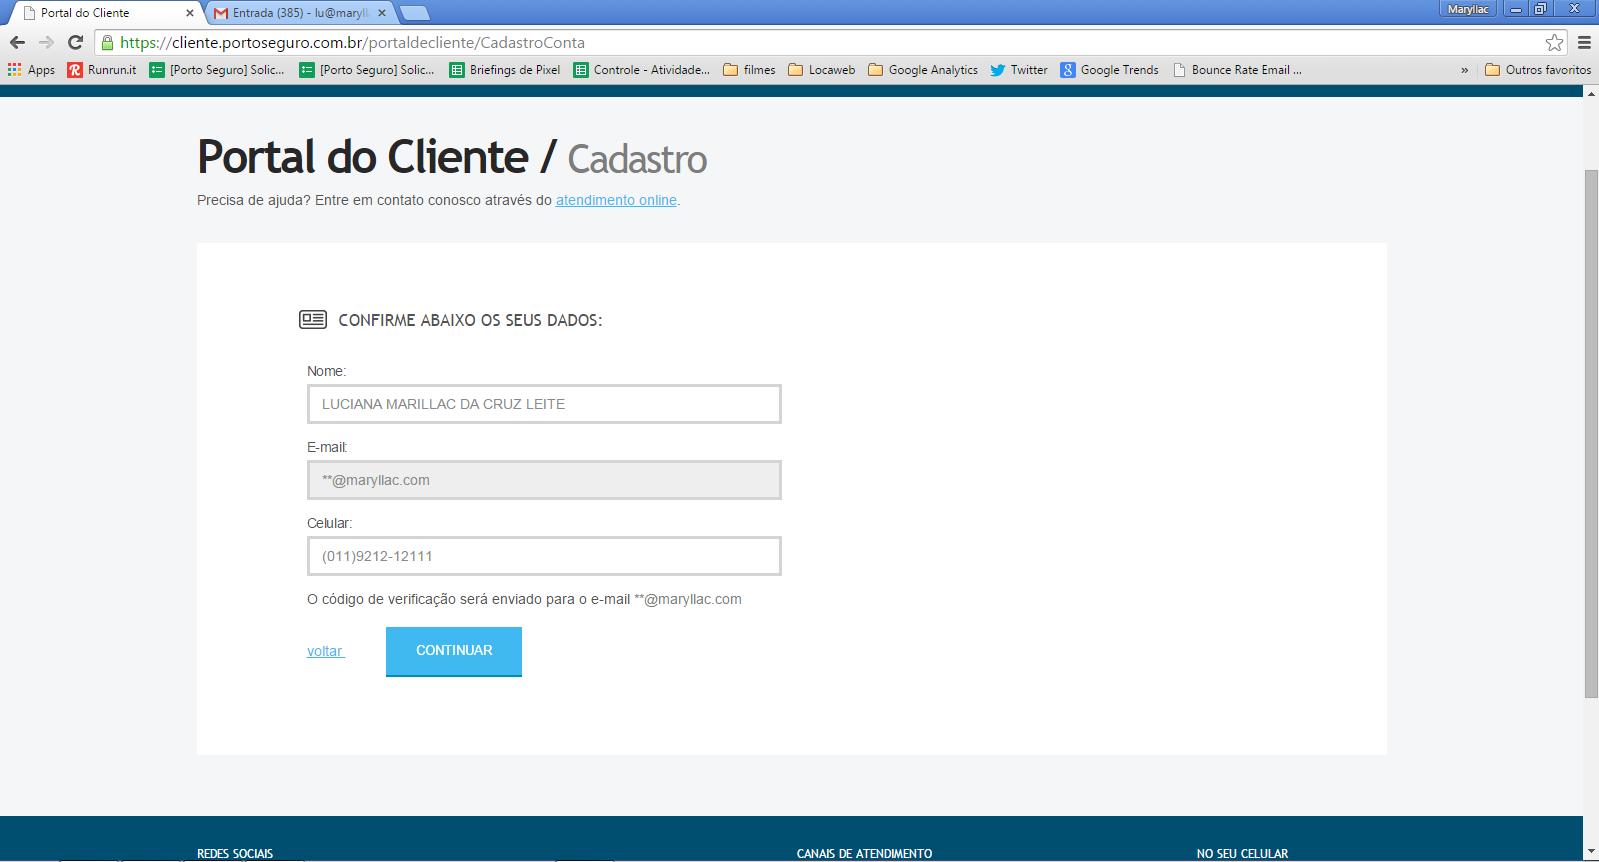 Portal do Cliente
Entrada (385) - lu@maryll
Maryllac
https://cliente.portoseguro.com.br/portaldecliente/CadastroConta
Apps
Runrun.it
[Porto Seguro] Solic...
[Porto Seguro] Solic...
Briefings de Pixel
Controle - Atividade...
filmes
Locaweb
Google Analytics
Twitter
Google Trends
Bounce Rate Email ...
»
Outros favoritos
Portal do Cliente / Cadastro
Precisa de ajuda? Entre em contato conosco através do atendimento online.
CONFIRME ABAIXO OS SEUS DADOS:
Nome:
LUCIANA MARILLAC DA CRUZ LEITE
E-mail:
**@maryllac.com
Celular:
(011)9212-12111
O código de verificação será enviado para o e-mail **@maryllac.com
voltar
CONTINUAR
REDES SOCIAIS
CANAIS DE ATENDIMENTO
NO SEU CELULAR